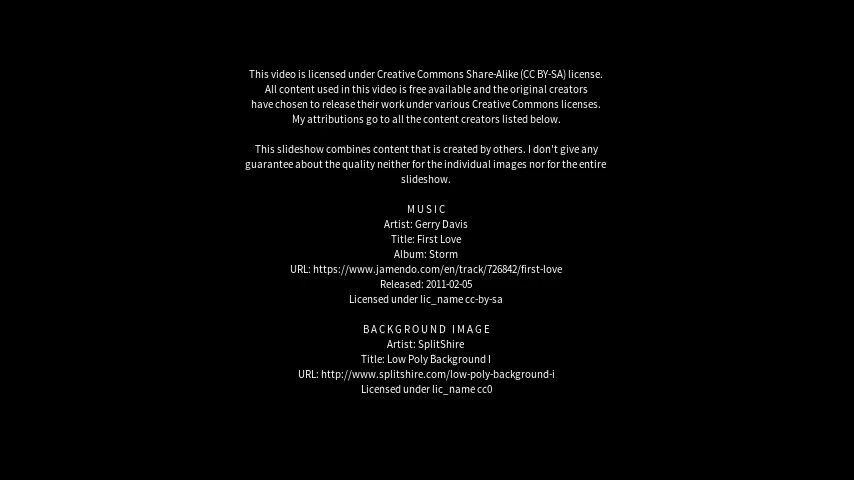 This video is licensed under Creative Commons Share-Alike (CC BY-SA) license.
All content used in this video is free available and the original creators
have chosen to release their work under various Creative Commons licenses.
My attributions go to all the content creators listed below.
This slideshow combines content that is created by others. I don't give any
guarantee about the quality neither for the individual images nor for the entire
slideshow.
MUSIC
Artist: Gerry Davis
Title: First Love
Album: Storm
URL: https://www.jamendo.com/en/track/726842/first-love
Released: 2011-02-05
Licensed under lic_name cc-by-sa
BACKGROUND IMAGE
Artist: SplitShire
Title: Low Poly Background I
URL: http://www.splitshire.com/low-poly-background-i
Licensed under lic_name cc0